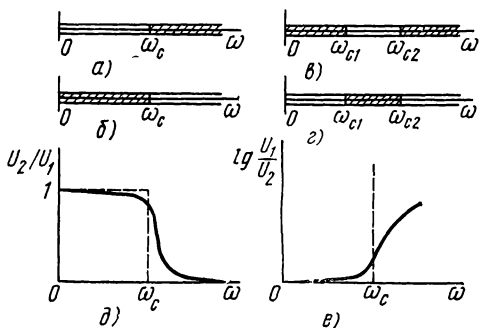 0 ω_c ω
а)
0 ω_c1 ω_c2 ω
в)
0 ω_c ω
б)
0 ω_c1 ω_c2 ω
г)
U_2/U_1
1
0 ω_c ω
д)
lg U_1/U_2
0 ω_c ω
е)